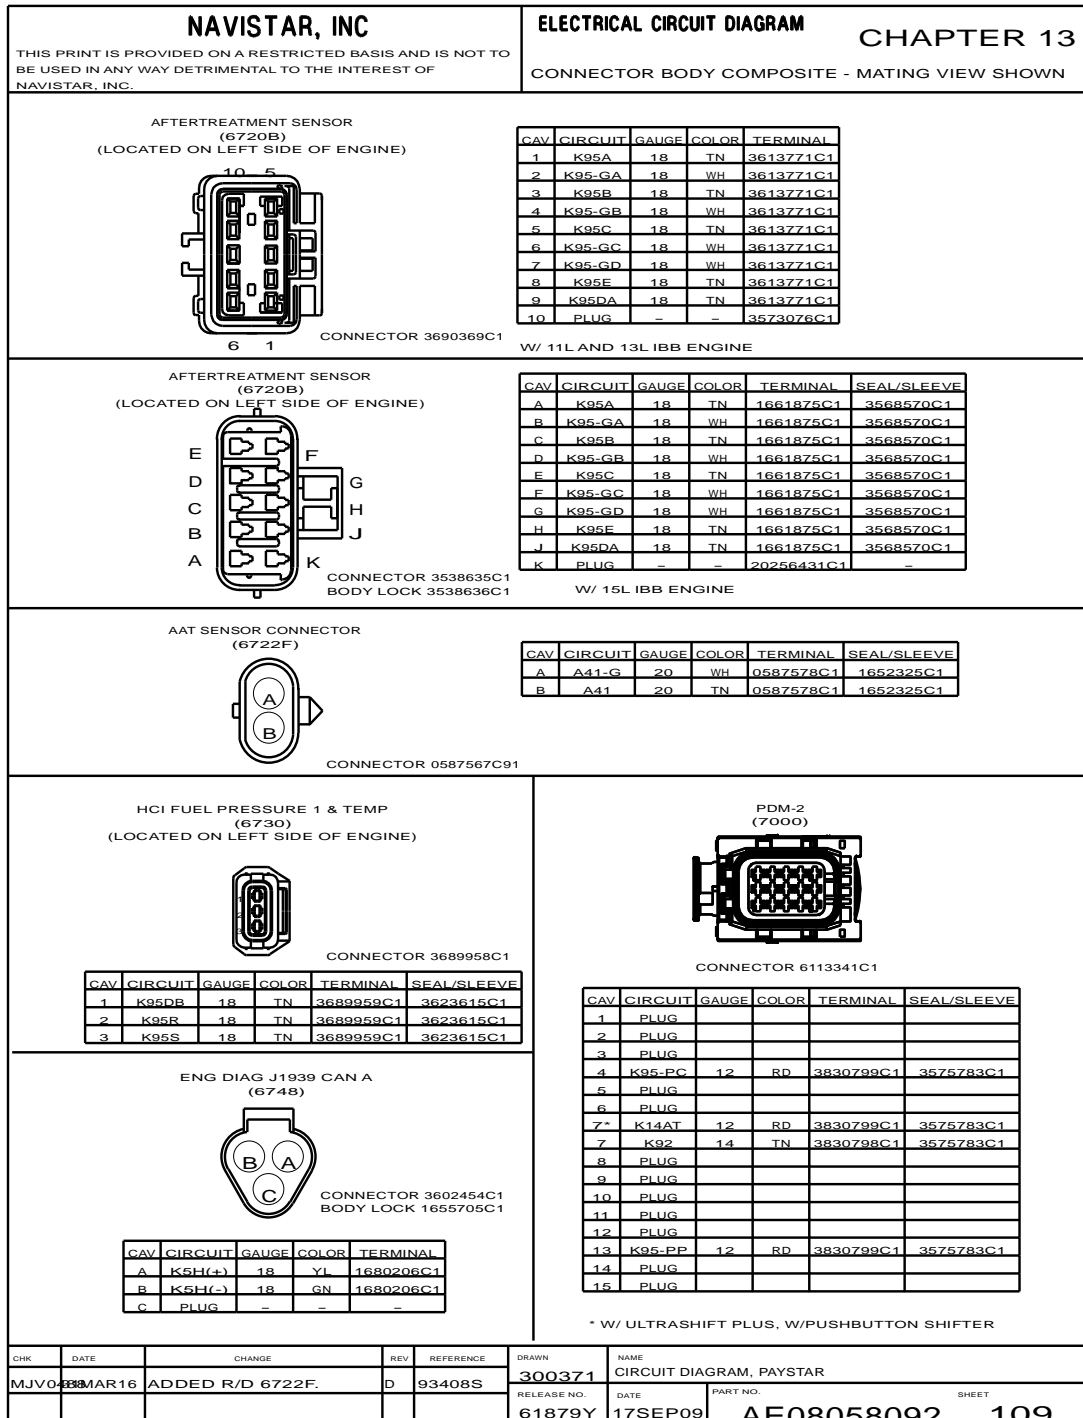 NAVISTAR, INC
THIS PRINT IS PROVIDED ON A RESTRICTED BASIS AND IS NOT TO
BE USED IN ANY WAY DETRIMENTAL TO THE INTEREST OF
NAVISTAR, INC.
ELECTRICAL CIRCUIT DIAGRAM
CHAPTER 13
CONNECTOR BODY COMPOSITE - MATING VIEW SHOWN
AFTERTREATMENT SENSOR
(6720B)
(LOCATED ON LEFT SIDE OF ENGINE)
10 5
6 1
CONNECTOR 3690369C1
CAV CIRCUIT GAUGE COLOR TERMINAL
1 K95A 18 TN 3613771C1
2 K95-GA 18 WH 3613771C1
3 K95B 18 TN 3613771C1
4 K95-GB 18 WH 3613771C1
5 K95C 18 TN 3613771C1
6 K95-GC 18 WH 3613771C1
7 K95-GD 18 WH 3613771C1
8 K95E 18 TN 3613771C1
9 K95DA 18 TN 3613771C1
10 PLUG – – 3573076C1
W/ 11L AND 13L IBB ENGINE
AFTERTREATMENT SENSOR
(6720B)
(LOCATED ON LEFT SIDE OF ENGINE)
E F
D G
C H
B J
A K
CONNECTOR 3538635C1
BODY LOCK 3538636C1
CAV CIRCUIT GAUGE COLOR TERMINAL SEAL/SLEEVE
A K95A 18 TN 1661875C1 3568570C1
B K95-GA 18 WH 1661875C1 3568570C1
C K95B 18 TN 1661875C1 3568570C1
D K95-GB 18 WH 1661875C1 3568570C1
E K95C 18 TN 1661875C1 3568570C1
F K95-GC 18 WH 1661875C1 3568570C1
G K95-GD 18 WH 1661875C1 3568570C1
H K95E 18 TN 1661875C1 3568570C1
J K95DA 18 TN 1661875C1 3568570C1
K PLUG – – 20256431C1 –
W/ 15L IBB ENGINE
AAT SENSOR CONNECTOR
(6722F)
A
B
CONNECTOR 0587567C91
CAV CIRCUIT GAUGE COLOR TERMINAL SEAL/SLEEVE
A A41-G 20 WH 0587578C1 1652325C1
B A41 20 TN 0587578C1 1652325C1
HCI FUEL PRESSURE 1 & TEMP
(6730)
(LOCATED ON LEFT SIDE OF ENGINE)
1
2
3
CONNECTOR 3689958C1
CAV CIRCUIT GAUGE COLOR TERMINAL SEAL/SLEEVE
1 K95DB 18 TN 3689959C1 3623615C1
2 K95R 18 TN 3689959C1 3623615C1
3 K95S 18 TN 3689959C1 3623615C1
ENG DIAG J1939 CAN A
(6748)
B A
C
CONNECTOR 3602454C1
BODY LOCK 1655705C1
CAV CIRCUIT GAUGE COLOR TERMINAL
A K5H(+) 18 YL 1680206C1
B K5H(-) 18 GN 1680206C1
C PLUG – – –
PDM-2
(7000)
CONNECTOR 6113341C1
CAV CIRCUIT GAUGE COLOR TERMINAL SEAL/SLEEVE
1 PLUG
2 PLUG
3 PLUG
4 K95-PC 12 RD 3830799C1 3575783C1
5 PLUG
6 PLUG
7* K14AT 12 RD 3830799C1 3575783C1
7 K92 14 TN 3830798C1 3575783C1
8 PLUG
9 PLUG
10 PLUG
11 PLUG
12 PLUG
13 K95-PP 12 RD 3830799C1 3575783C1
14 PLUG
15 PLUG
* W/ ULTRASHIFT PLUS, W/PUSHBUTTON SHIFTER
CHK DATE CHANGE REV REFERENCE
ADDED R/D 6722F. D 93408S
DRAWN
300371
NAME
CIRCUIT DIAGRAM, PAYSTAR
RELEASE NO.
61879Y
DATE
17SEP09
PART NO.
AE08058092
SHEET
109